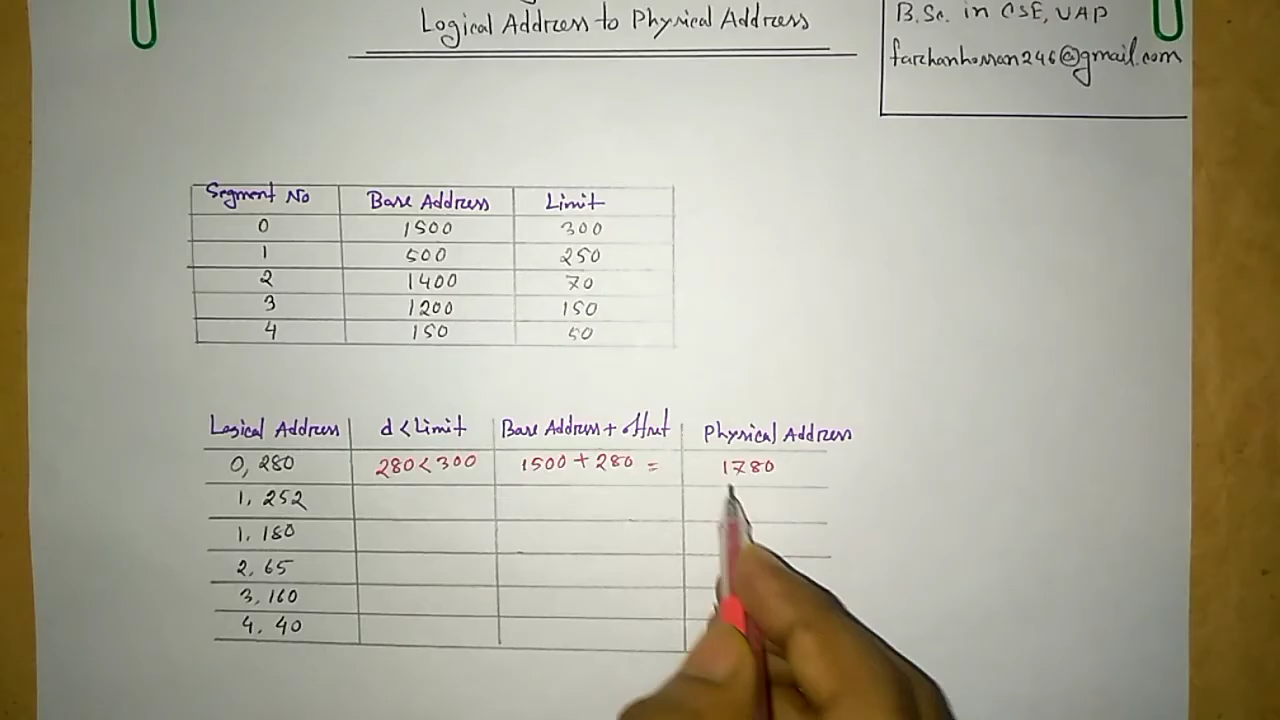 Logical Address to Physical Address
B.Sc. in CSE, UAP
farhanhossan246@gmail.com
Segment No Base Address Limit
0 1500 300
1 500 250
2 1400 70
3 1200 150
4 150 50
Logical Address d < Limit Base Address + Physical Address
0, 280 280 < 300 1500 + 280 = 1780
1, 252
1, 180
2, 65
3, 160
4, 40